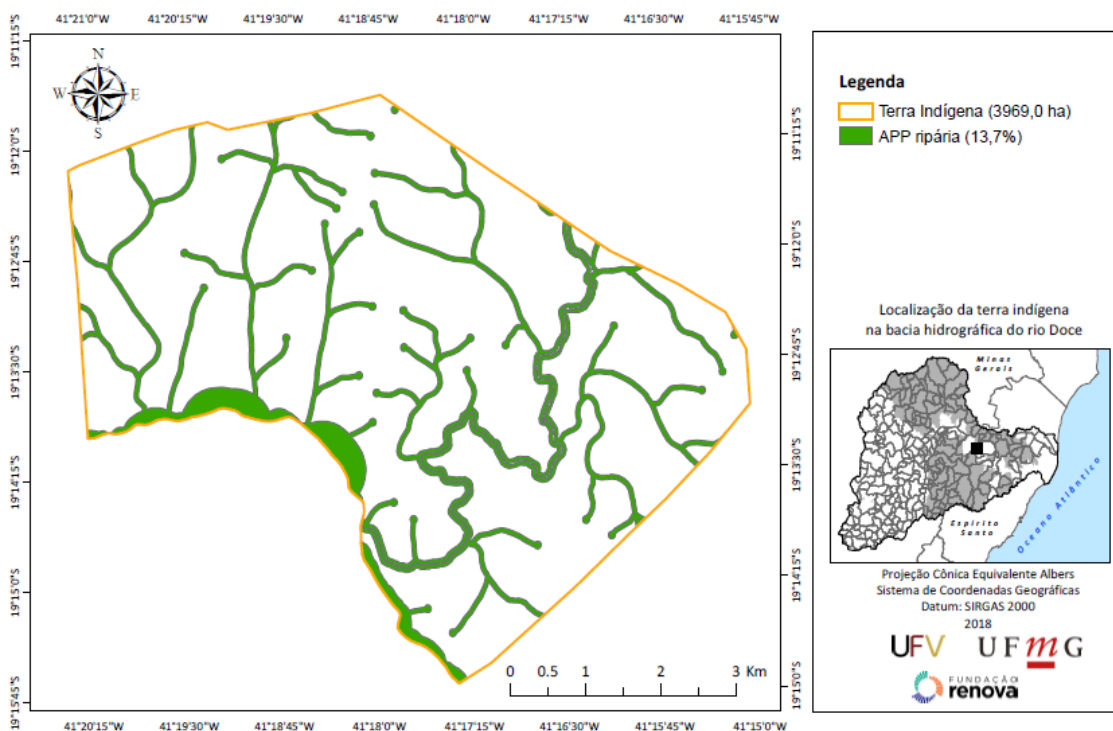 41°21'0"W 41°20'15"W 41°19'30"W 41°18'45"W 41°18'0"W 41°17'15"W 41°16'30"W 41°15'45"W
19°11'15"S
19°12'0"S
19°12'45"S
19°13'30"S
19°14'15"S
19°15'0"S
19°15'45"S
N
W E
S
19°11'15"S
19°12'0"S
19°12'45"S
19°13'30"S
19°14'15"S
19°15'0"S
0 0.5 1 2 3 Km
41°20'15"W 41°19'30"W 41°18'45"W 41°18'0"W 41°17'15"W 41°16'30"W 41°15'45"W 41°15'0"W
Legenda
Terra Indígena (3969,0 ha)
APP ripária (13,7%)
Localização da terra indígena
na bacia hidrográfica do rio Doce
Minas
Gerais
Espírito
Santo
Oceano Atlântico
Projeção Cônica Equivalente Albers
Sistema de Coordenadas Geográficas
Datum: SIRGAS 2000
2018
UFV UFmG
FUNDAÇÃO
renova